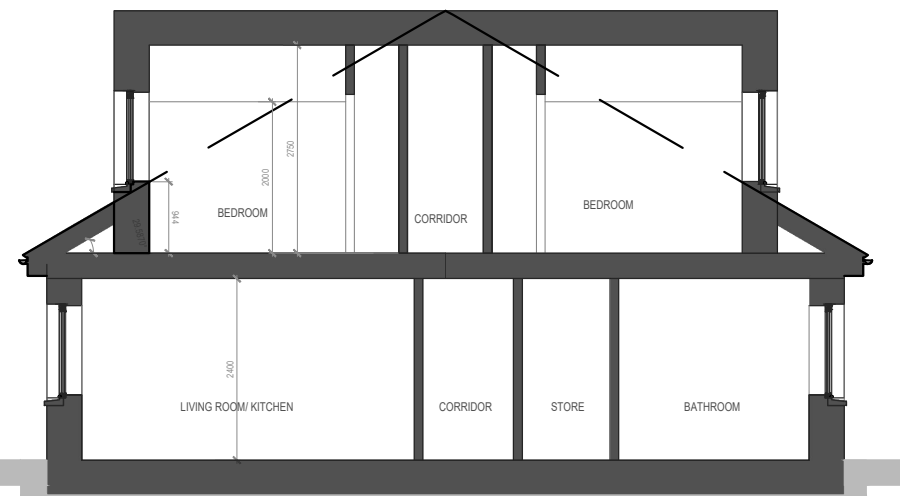 2750
2000
944
BEDROOM
BEDROOM
CORRIDOR
2400
LIVING ROOM/ KITCHEN
CORRIDOR
STORE
BATHROOM